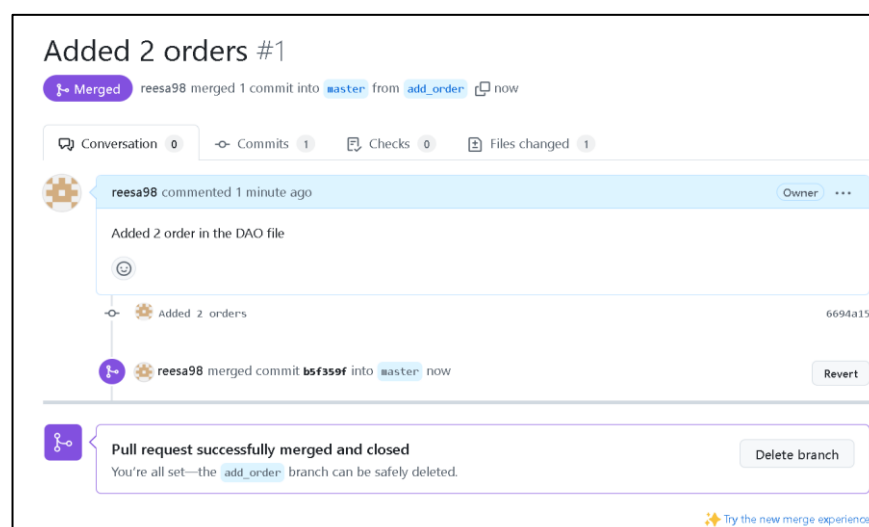 Added 2 orders #1
Merged reesa98 merged 1 commit into master from add_order now
Conversation 0 Commits 1 Checks 0 Files changed 1
reesa98 commented 1 minute ago Owner ...
Added 2 order in the DAO file
Added 2 orders 6694a15
reesa98 merged commit b5f359f into master now Revert
Pull request successfully merged and closed Delete branch
You're all set—the add_order branch can be safely deleted.
Try the new merge experience